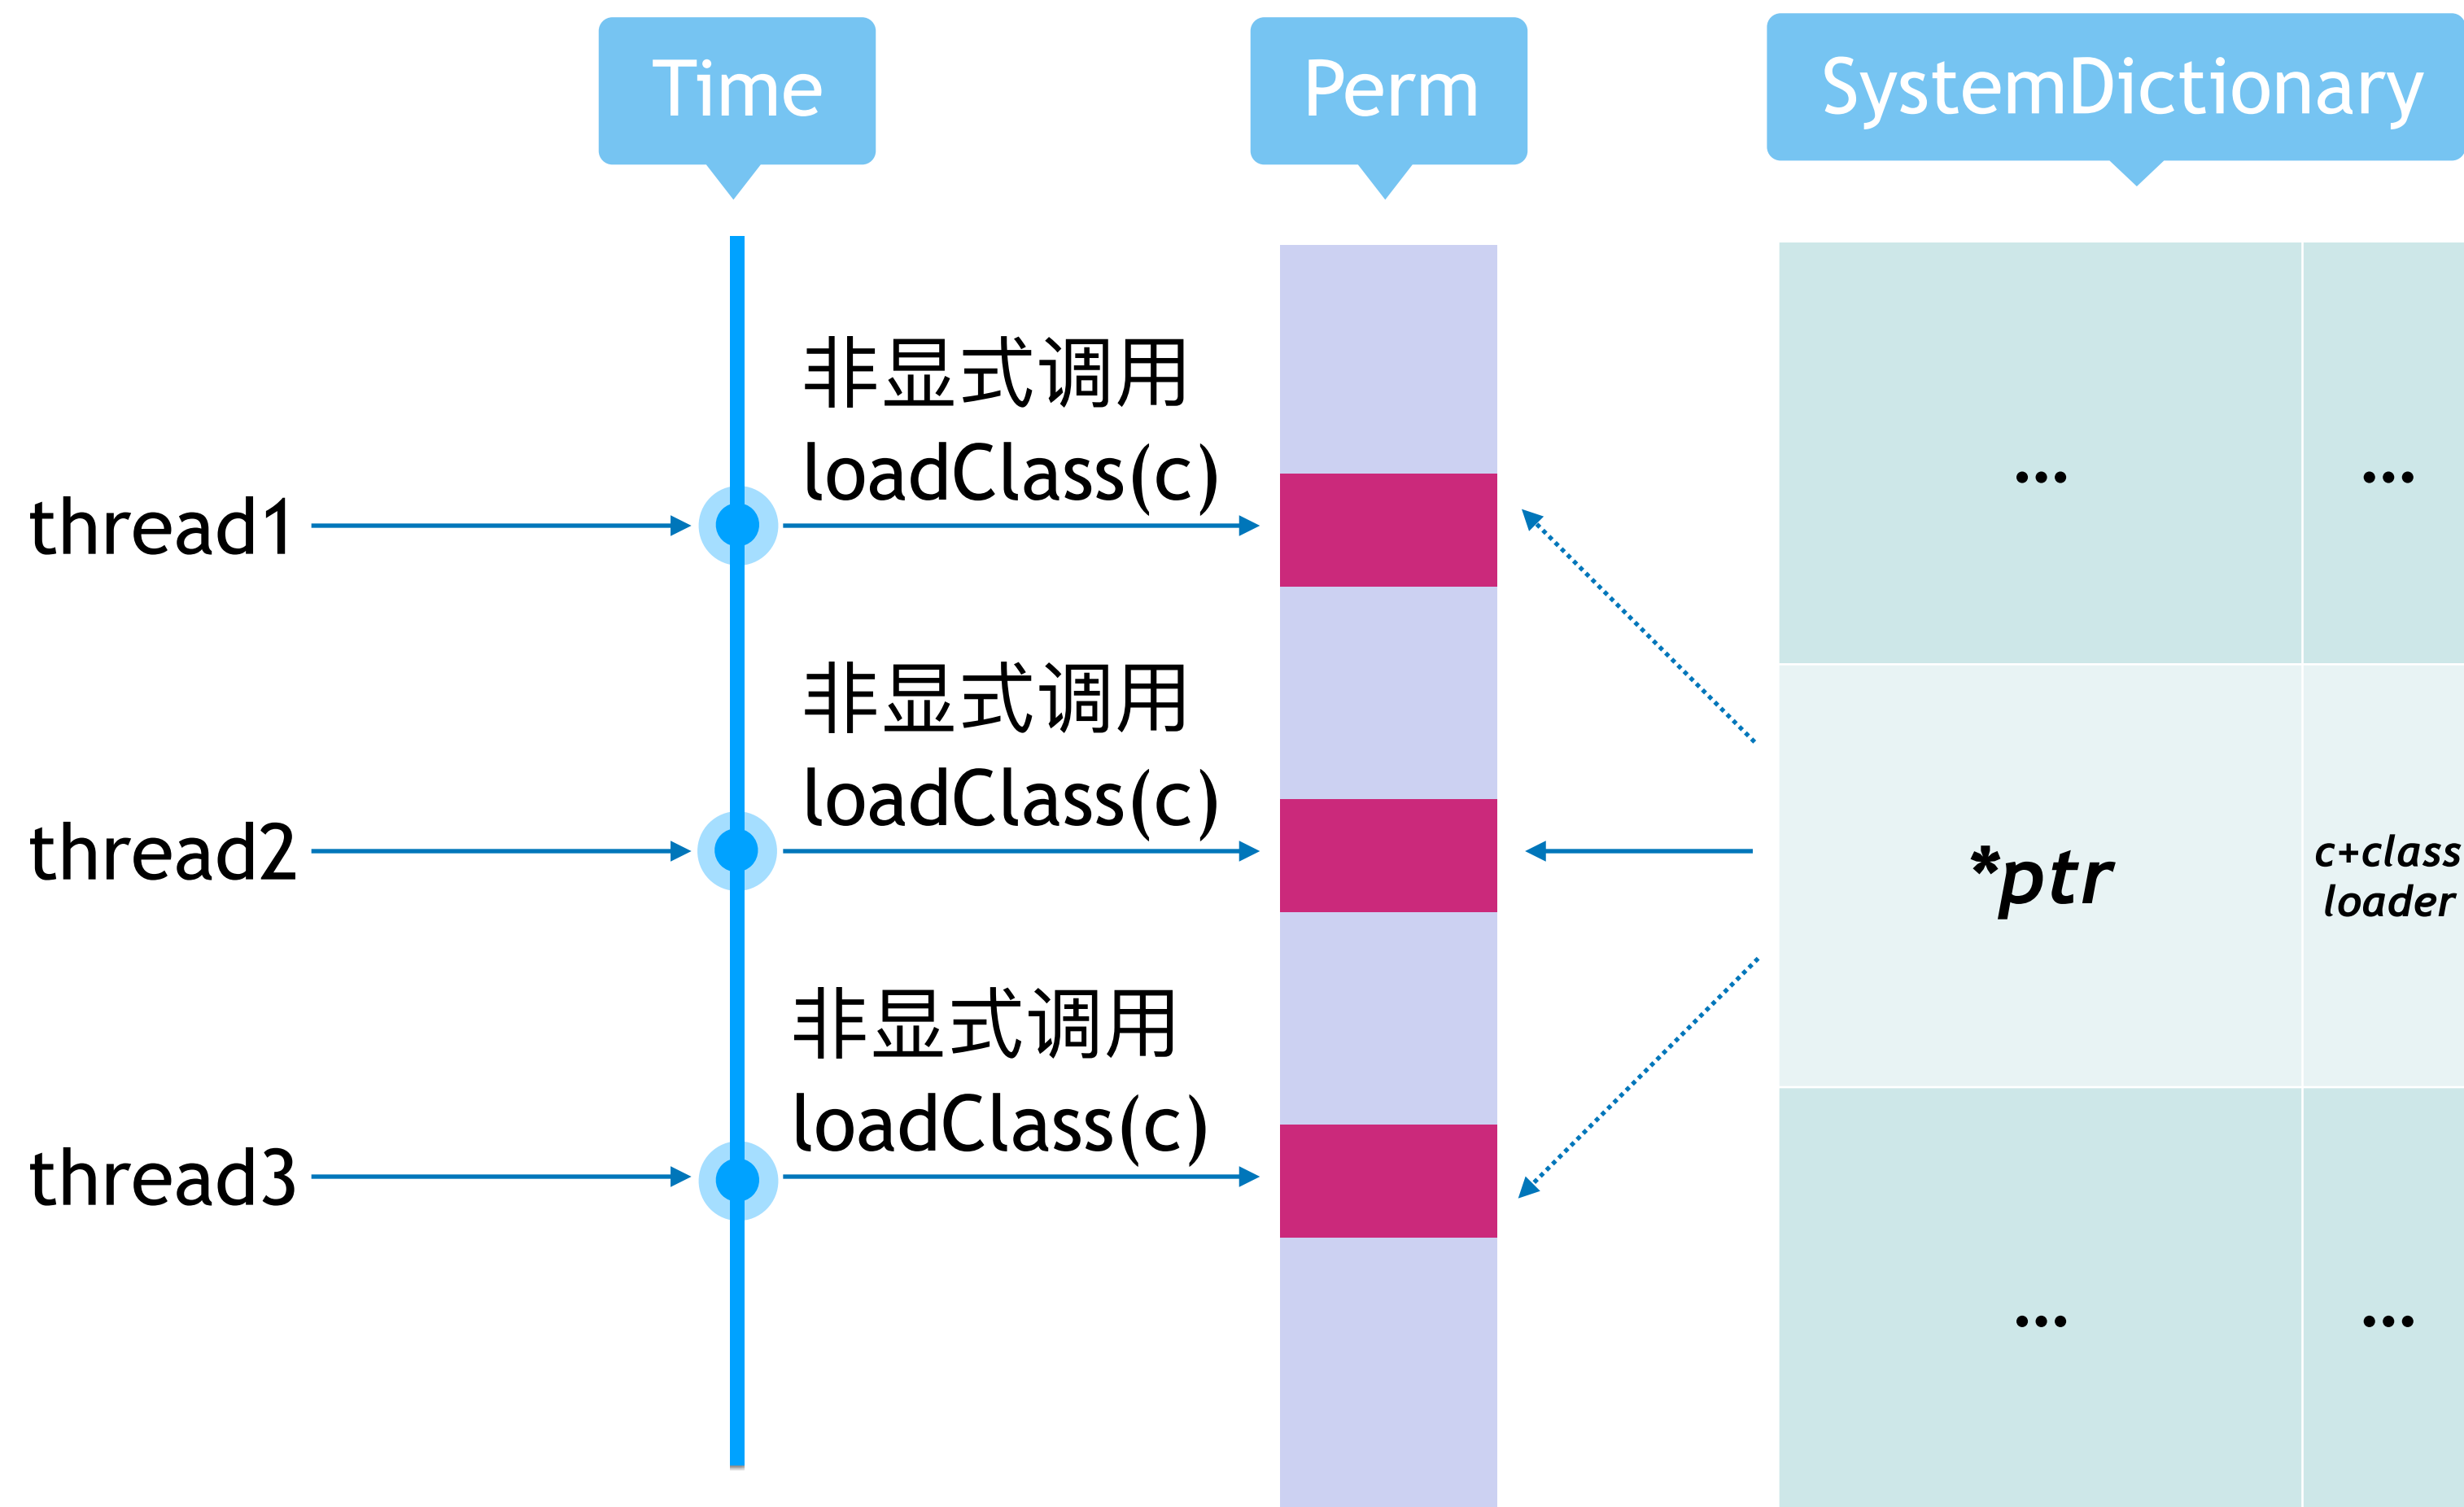 Time
Perm
SystemDictionary
非显式调用
loadClass(c)
thread1
...
...
非显式调用
loadClass(c)
thread2
*ptr
c+class
loader
非显式调用
loadClass(c)
thread3
...
...